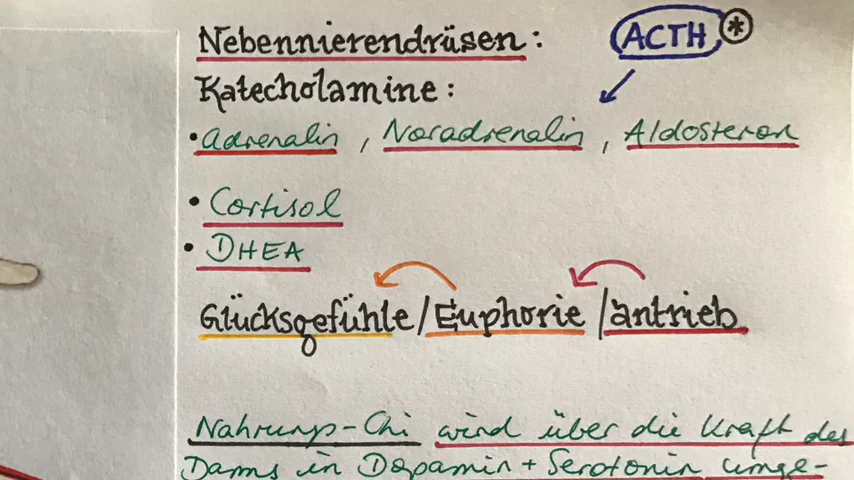 Nebennierendrüsen: ACTH *
Katecholamine:
• Adrenalin, Noradrenalin, Aldosteron
• Cortisol
• DHEA
Glücksgefühle/Euphorie/antrieb
Nahrungs-Chi wird über die Kraft des
Darms in Dopamin + Serotonin umge-